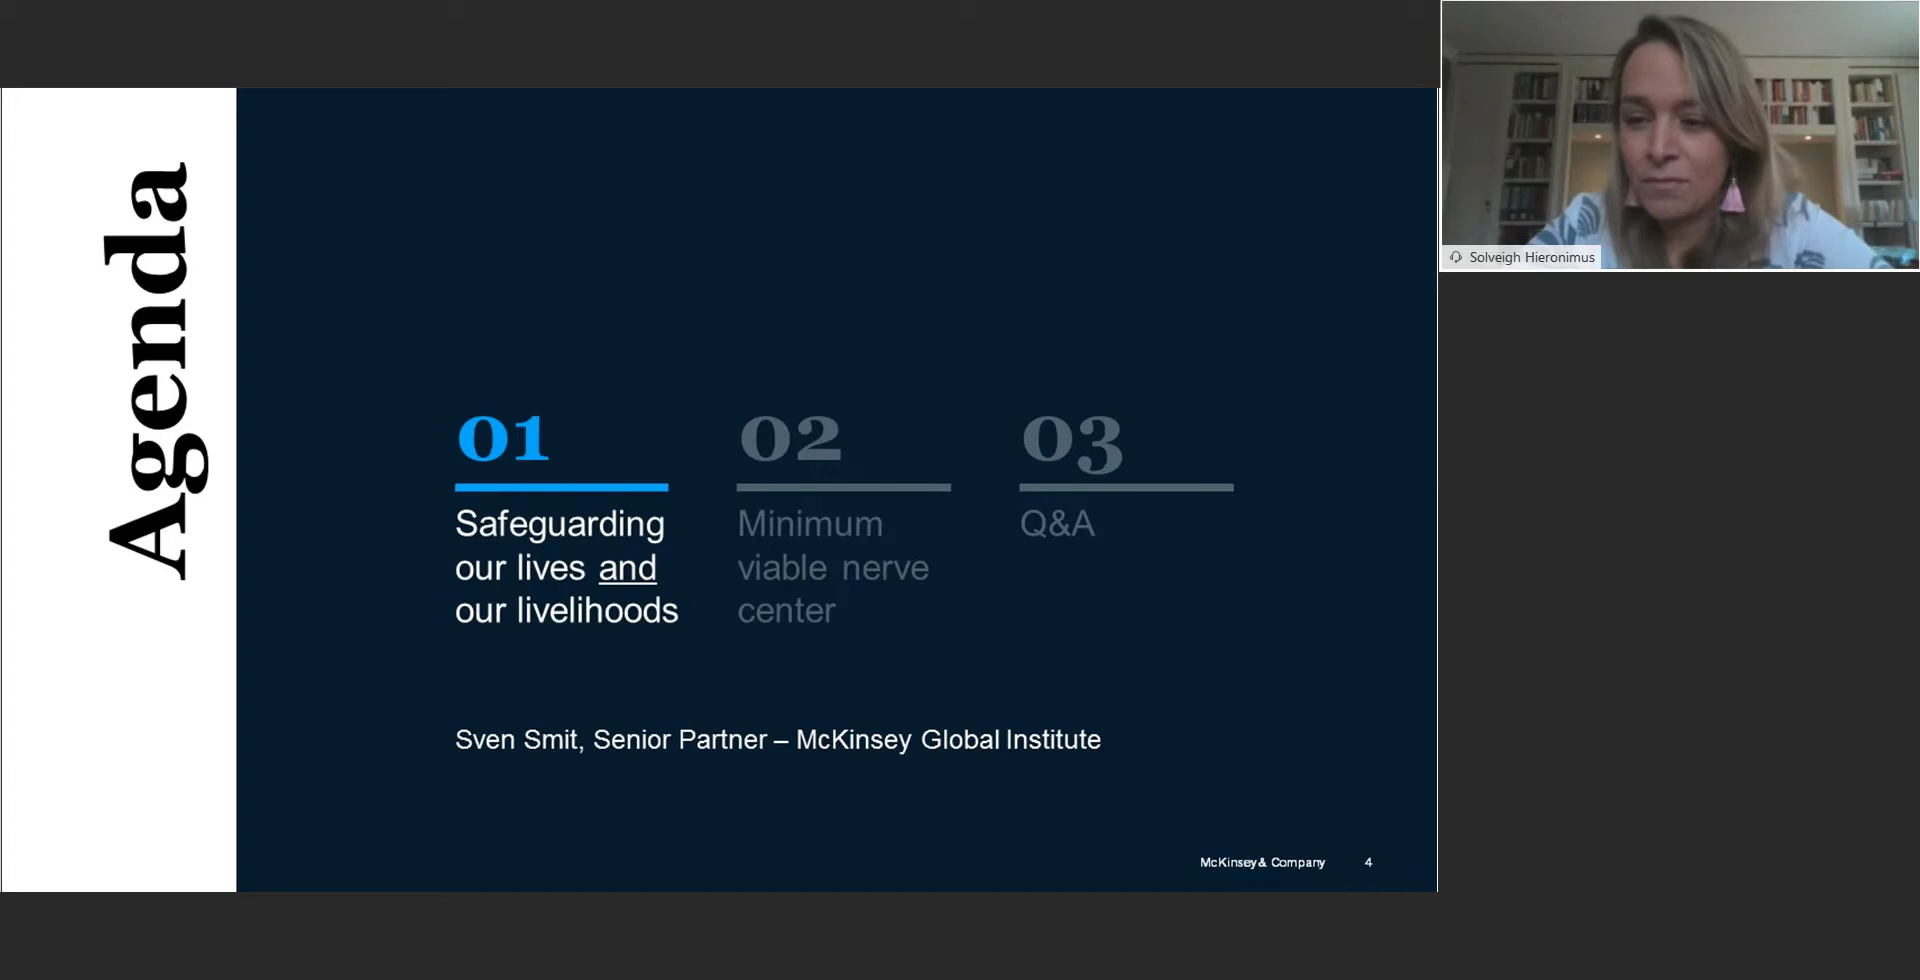 Agenda
01
Safeguarding
our lives and
our livelihoods
02
Minimum
viable nerve
center
03
Q&A
Sven Smit, Senior Partner – McKinsey Global Institute
McKinsey & Company 4
Solveigh Hieronimus